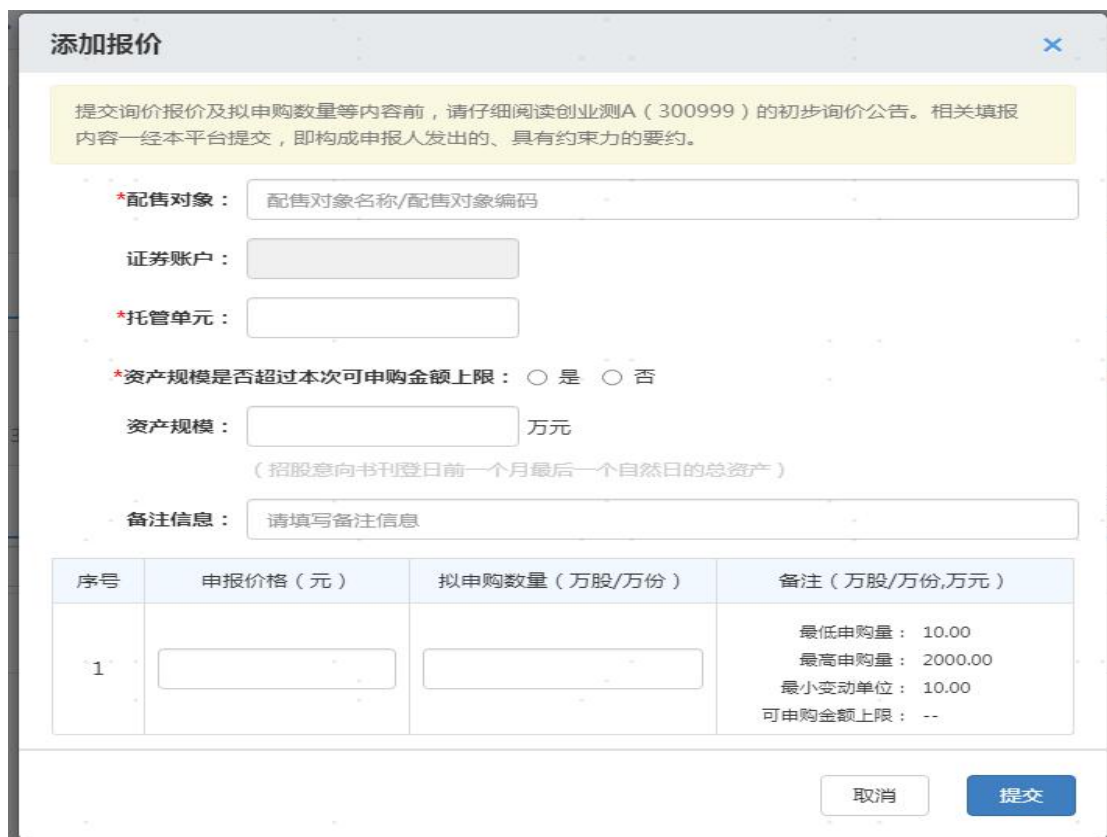 添加报价 ×
提交询价报价及拟申购数量等内容前，请仔细阅读创业测A（300999）的初步询价公告。相关填报
内容一经本平台提交，即构成申报人发出的、具有约束力的要约。
*配售对象： 配售对象名称/配售对象编码
证券账户：
*托管单元：
*资产规模是否超过本次可申购金额上限： 是 否
资产规模： 万元
（招股意向书刊登日前一个月最后一个自然日的总资产）
备注信息： 请填写备注信息
序号 申报价格（元） 拟申购数量（万股/万份） 备注（万股/万份,万元）
1
最低申购量： 10.00
最高申购量： 2000.00
最小变动单位： 10.00
可申购金额上限： --
取消 提交